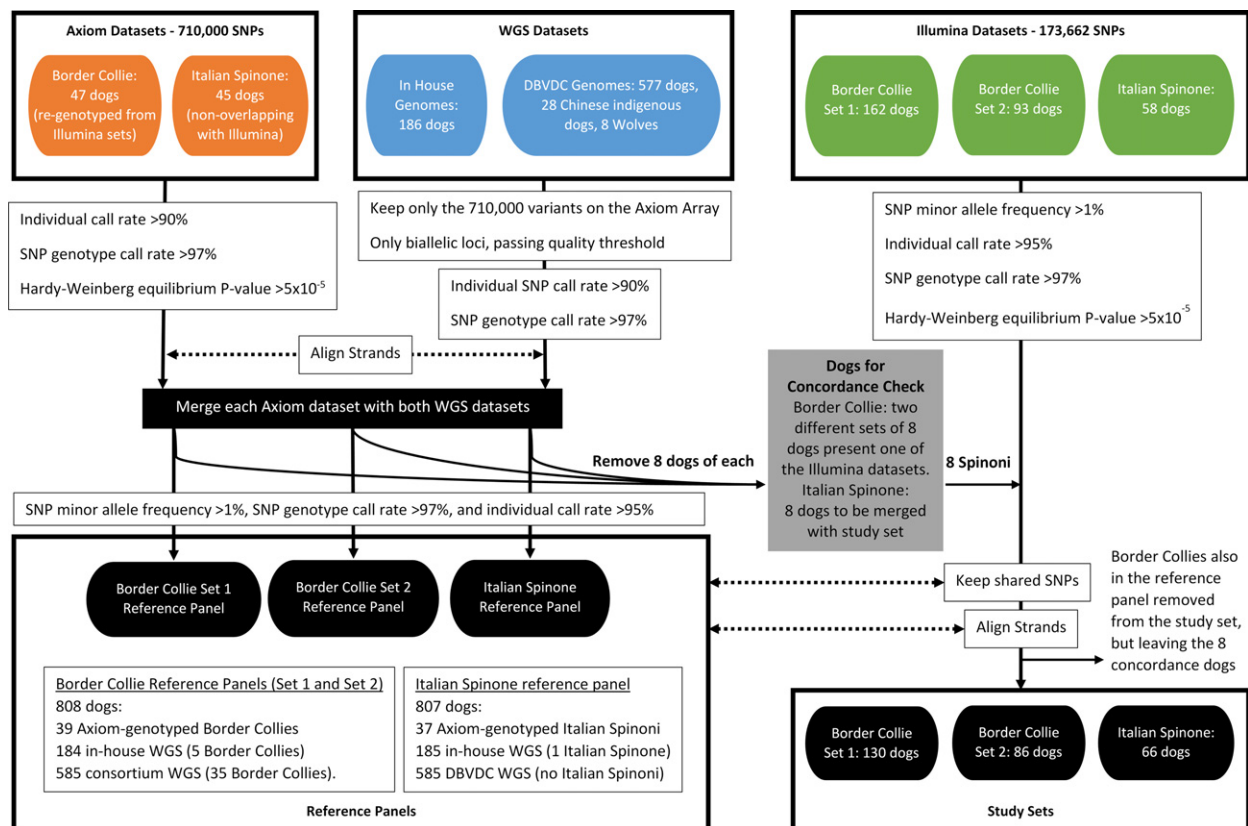 Axiom Datasets - 710,000 SNPs
Border Collie:
47 dogs
(re-genotyped from
Illumina sets)
Italian Spinone:
45 dogs
(non-overlapping
with Illumina)
WGS Datasets
In House
Genomes:
186 dogs
DBVDC Genomes: 577 dogs,
28 Chinese indigenous
dogs, 8 Wolves
Illumina Datasets - 173,662 SNPs
Border Collie
Set 1: 162 dogs
Border Collie
Set 2: 93 dogs
Italian Spinone:
58 dogs
Individual call rate >90%
SNP genotype call rate >97%
Hardy-Weinberg equilibrium P-value >5x10⁻⁵
Keep only the 710,000 variants on the Axiom Array
Only biallelic loci, passing quality threshold
Individual SNP call rate >90%
SNP genotype call rate >97%
SNP minor allele frequency >1%
Individual call rate >95%
SNP genotype call rate >97%
Hardy-Weinberg equilibrium P-value >5x10⁻⁵
Align Strands
Merge each Axiom dataset with both WGS datasets
Remove 8 dogs of each
Dogs for
Concordance Check
Border Collie: two
different sets of 8
dogs present one of
the Illumina datasets.
Italian Spinone:
8 dogs to be merged
with study set
8 Spinoni
SNP minor allele frequency >1%, SNP genotype call rate >97%, and individual call rate >95%
Border Collie Set 1
Reference Panel
Border Collie Set 2
Reference Panel
Italian Spinone
Reference Panel
Keep shared SNPs
Align Strands
Border Collies also
in the reference
panel removed
from the study set,
but leaving the 8
concordance dogs
Border Collie Reference Panels (Set 1 and Set 2)
808 dogs:
39 Axiom-genotyped Border Collies
184 in-house WGS (5 Border Collies)
585 consortium WGS (35 Border Collies).
Italian Spinone reference panel
807 dogs:
37 Axiom-genotyped Italian Spinoni
185 in-house WGS (1 Italian Spinone)
585 DBVDC WGS (no Italian Spinoni)
Reference Panels
Border Collie
Set 1: 130 dogs
Border Collie
Set 2: 86 dogs
Italian Spinone:
66 dogs
Study Sets